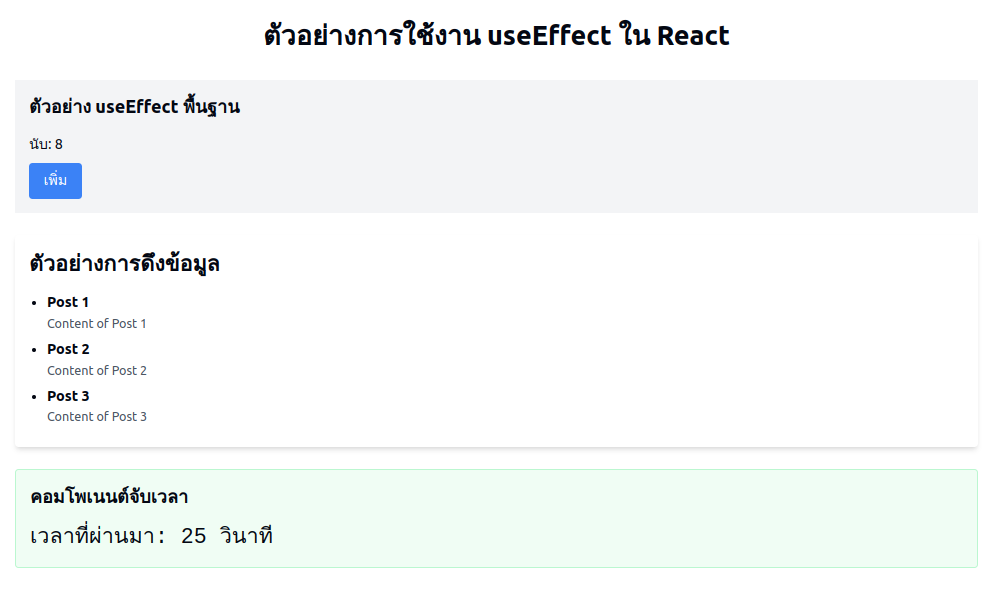 ตัวอย่างการใช้งาน useEffect ใน React
ตัวอย่าง useEffect พื้นฐาน
นับ: 8
เพิ่ม
ตัวอย่างการดึงข้อมูล
Post 1
Content of Post 1
Post 2
Content of Post 2
Post 3
Content of Post 3
คอมโพเนนต์จับเวลา
เวลาที่ผ่านมา: 25 วินาที